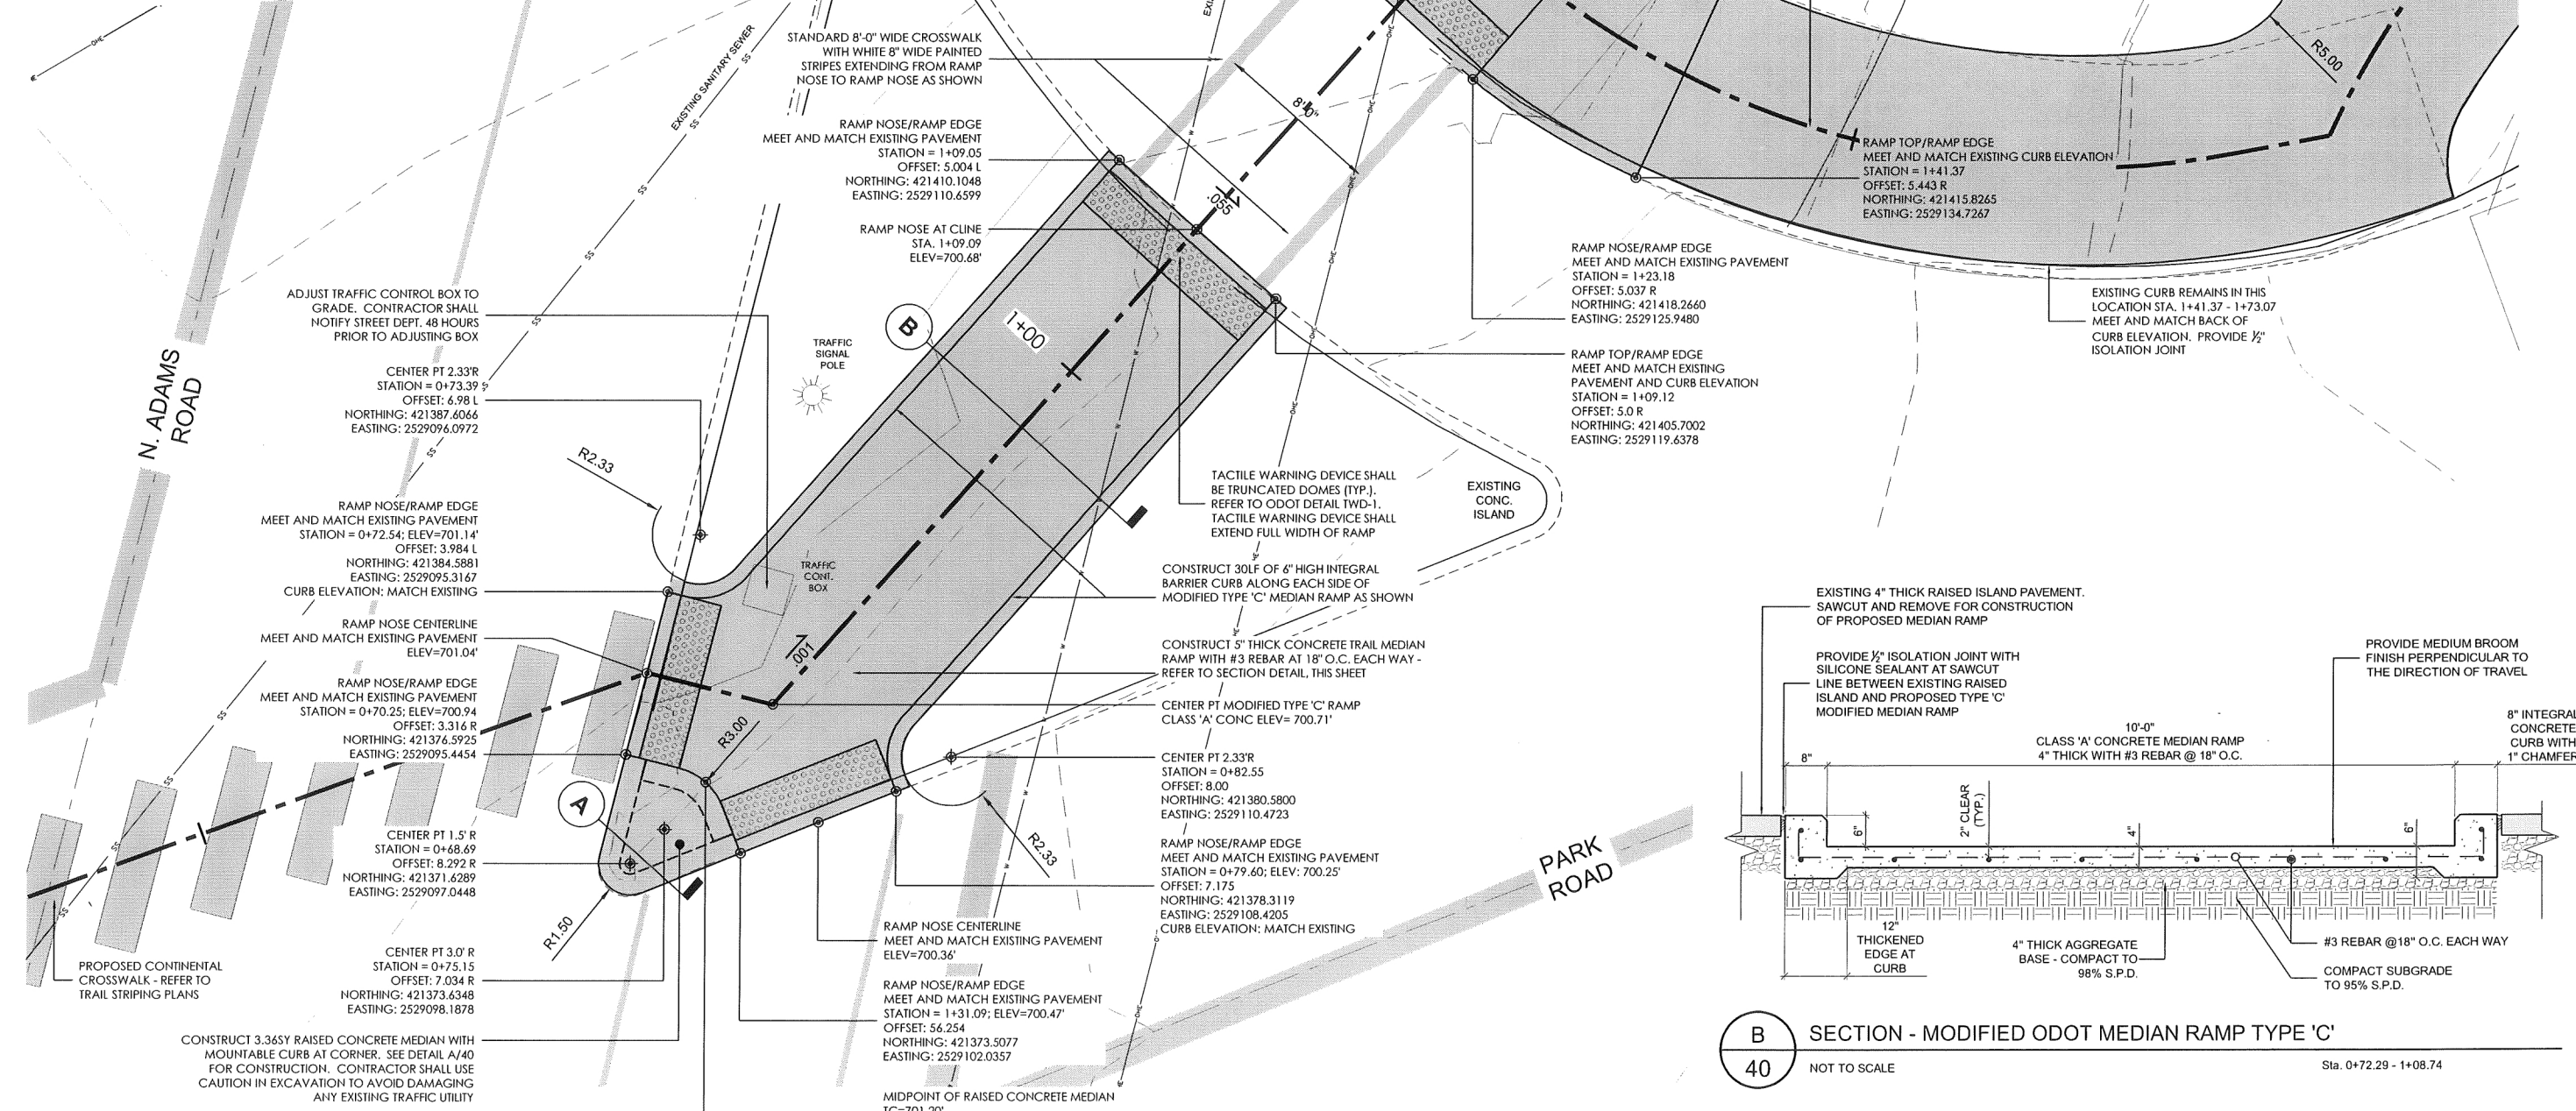 STANDARD 8'-0" WIDE CROSSWALK
WITH WHITE 8" WIDE PAINTED
STRIPES EXTENDING FROM RAMP
NOSE TO RAMP NOSE AS SHOWN
RAMP NOSE/RAMP EDGE
MEET AND MATCH EXISTING PAVEMENT
STATION = 1+09.05
OFFSET: 5.004 L
NORTHING: 421410.1048
EASTING: 2529110.6599
RAMP NOSE AT CLINE
STA. 1+09.09
ELEV=700.68'
ADJUST TRAFFIC CONTROL BOX TO
GRADE. CONTRACTOR SHALL
NOTIFY STREET DEPT. 48 HOURS
PRIOR TO ADJUSTING BOX
CENTER PT 2.33'R
STATION = 0+73.39
OFFSET: 6.98 L
NORTHING: 421387.6066
EASTING: 2529096.0972
RAMP NOSE/RAMP EDGE
MEET AND MATCH EXISTING PAVEMENT
STATION = 0+72.54; ELEV=701.14'
OFFSET: 3.984 L
NORTHING: 421384.5881
EASTING: 2529095.3167
CURB ELEVATION: MATCH EXISTING
RAMP NOSE CENTERLINE
MEET AND MATCH EXISTING PAVEMENT
ELEV=701.04'
RAMP NOSE/RAMP EDGE
MEET AND MATCH EXISTING PAVEMENT
STATION = 0+70.25; ELEV=700.94
OFFSET: 3.316 R
NORTHING: 421376.5925
EASTING: 2529095.4454
CENTER PT 1.5' R
STATION = 0+68.69
OFFSET: 8.292 R
NORTHING: 421371.6289
EASTING: 2529097.0448
CENTER PT 3.0' R
STATION = 0+75.15
OFFSET: 7.034 R
NORTHING: 421373.6348
EASTING: 2529098.1878
CONSTRUCT 3.36SY RAISED CONCRETE MEDIAN WITH
MOUNTABLE CURB AT CORNER. SEE DETAIL A/40
FOR CONSTRUCTION. CONTRACTOR SHALL USE
CAUTION IN EXCAVATION TO AVOID DAMAGING
ANY EXISTING TRAFFIC UTILITY
PROPOSED CONTINENTAL
CROSSWALK - REFER TO
TRAIL STRIPING PLANS
N. ADAMS
ROAD
EXISTING SANITARY SEWER
SS
SS
SS
SS
SS
SS
SS
SS
SS
SS
SS
OHE
R2.33
TRAFFIC
SIGNAL
POLE
TRAFFIC
CONT.
BOX
B
A
1+00
.055
.001
8'-0"
R3.00
R1.50
R2.33
R5.00
RAMP TOP/RAMP EDGE
MEET AND MATCH EXISTING CURB ELEVATION
STATION = 1+41.37
OFFSET: 5.443 R
NORTHING: 421415.8265
EASTING: 2529134.7267
RAMP NOSE/RAMP EDGE
MEET AND MATCH EXISTING PAVEMENT
STATION = 1+23.18
OFFSET: 5.037 R
NORTHING: 421418.2660
EASTING: 2529125.9480
RAMP TOP/RAMP EDGE
MEET AND MATCH EXISTING
PAVEMENT AND CURB ELEVATION
STATION = 1+09.12
OFFSET: 5.0 R
NORTHING: 421405.7002
EASTING: 2529119.6378
EXISTING CURB REMAINS IN THIS
LOCATION STA. 1+41.37 - 1+73.07
MEET AND MATCH BACK OF
CURB ELEVATION. PROVIDE ½"
ISOLATION JOINT
TACTILE WARNING DEVICE SHALL
BE TRUNCATED DOMES (TYP.).
REFER TO ODOT DETAIL TWD-1.
TACTILE WARNING DEVICE SHALL
EXTEND FULL WIDTH OF RAMP
EXISTING
CONC.
ISLAND
CONSTRUCT 30LF OF 6" HIGH INTEGRAL
BARRIER CURB ALONG EACH SIDE OF
MODIFIED TYPE 'C' MEDIAN RAMP AS SHOWN
CONSTRUCT 5" THICK CONCRETE TRAIL MEDIAN
RAMP WITH #3 REBAR AT 18" O.C. EACH WAY -
REFER TO SECTION DETAIL, THIS SHEET
CENTER PT MODIFIED TYPE 'C' RAMP
CLASS 'A' CONC ELEV= 700.71'
CENTER PT 2.33'R
STATION = 0+82.55
OFFSET: 8.00
NORTHING: 421380.5800
EASTING: 2529110.4723
RAMP NOSE/RAMP EDGE
MEET AND MATCH EXISTING PAVEMENT
STATION = 0+79.60; ELEV: 700.25'
OFFSET: 7.175
NORTHING: 421378.3119
EASTING: 2529108.4205
CURB ELEVATION: MATCH EXISTING
RAMP NOSE CENTERLINE
MEET AND MATCH EXISTING PAVEMENT
ELEV=700.36'
RAMP NOSE/RAMP EDGE
MEET AND MATCH EXISTING PAVEMENT
STATION = 1+31.09; ELEV=700.47'
OFFSET: 56.254
NORTHING: 421373.5077
EASTING: 2529102.0357
MIDPOINT OF RAISED CONCRETE MEDIAN
PARK
ROAD
EXISTING 4" THICK RAISED ISLAND PAVEMENT.
SAWCUT AND REMOVE FOR CONSTRUCTION
OF PROPOSED MEDIAN RAMP
PROVIDE ½" ISOLATION JOINT WITH
SILICONE SEALANT AT SAWCUT
LINE BETWEEN EXISTING RAISED
ISLAND AND PROPOSED TYPE 'C'
MODIFIED MEDIAN RAMP
PROVIDE MEDIUM BROOM
FINISH PERPENDICULAR TO
THE DIRECTION OF TRAVEL
8" INTEGRAL
CONCRETE
CURB WITH
1" CHAMFER
10'-0"
CLASS 'A' CONCRETE MEDIAN RAMP
4" THICK WITH #3 REBAR @ 18" O.C.
8"
6"
2" CLEAR
(TYP.)
4"
6"
12"
THICKENED
EDGE AT
CURB
4" THICK AGGREGATE
BASE - COMPACT TO
98% S.P.D.
#3 REBAR @18" O.C. EACH WAY
COMPACT SUBGRADE
TO 95% S.P.D.
B
40
SECTION - MODIFIED ODOT MEDIAN RAMP TYPE 'C'
NOT TO SCALE
Sta. 0+72.29 - 1+08.74